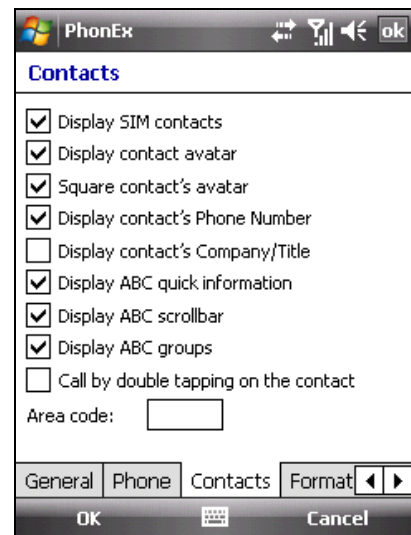 PhonEx ok
Contacts
Display SIM contacts
Display contact avatar
Square contact's avatar
Display contact's Phone Number
Display contact's Company/Title
Display ABC quick information
Display ABC scrollbar
Display ABC groups
Call by double tapping on the contact
Area code:
General Phone Contacts Format
OK Cancel